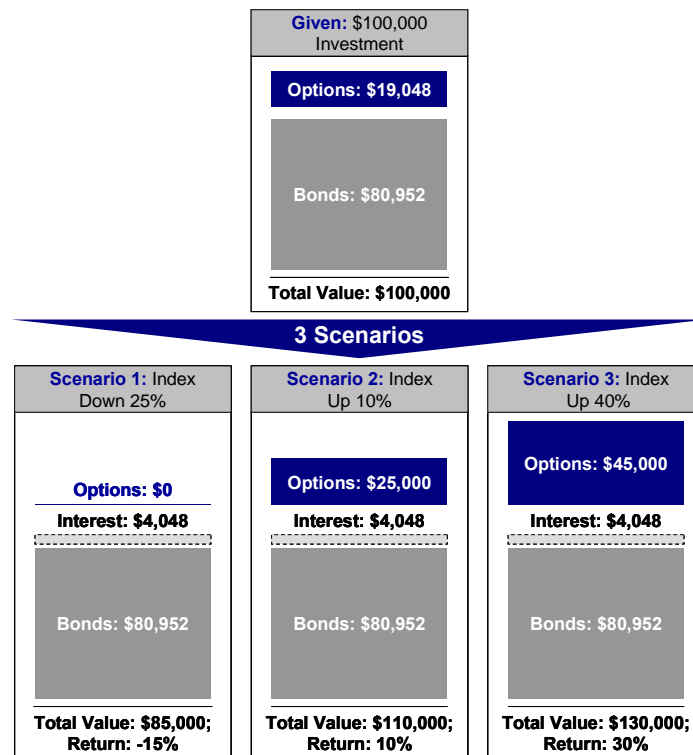 Given: $100,000
Investment
Options: $19,048
Bonds: $80,952
Total Value: $100,000
3 Scenarios
Scenario 1: Index
Down 25%
Options: $0
Interest: $4,048
Bonds: $80,952
Total Value: $85,000;
Return: -15%
Scenario 2: Index
Up 10%
Options: $25,000
Interest: $4,048
Bonds: $80,952
Total Value: $110,000;
Return: 10%
Scenario 3: Index
Up 40%
Options: $45,000
Interest: $4,048
Bonds: $80,952
Total Value: $130,000;
Return: 30%